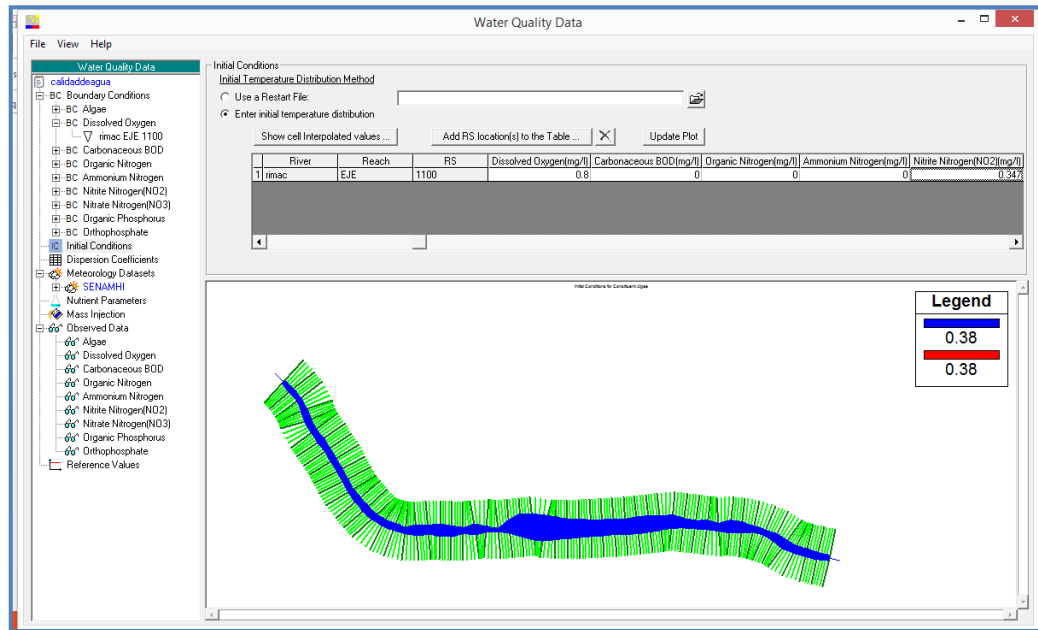 Water Quality Data
File View Help
Water Quality Data
calidaddeagua
BC Boundary Conditions
BC Algae
BC Dissolved Oxygen
rimac EJE 1100
BC Carbonaceous BOD
BC Organic Nitrogen
BC Ammonium Nitrogen
BC Nitrite Nitrogen(NO2)
BC Nitrate Nitrogen(NO3)
BC Organic Phosphorus
BC Orthophosphate
IC Initial Conditions
Dispersion Coefficients
Meteorology Datasets
SENAMHI
Nutrient Parameters
Mass Injection
Observed Data
Algae
Dissolved Oxygen
Carbonaceous BOD
Organic Nitrogen
Ammonium Nitrogen
Nitrite Nitrogen(NO2)
Nitrate Nitrogen(NO3)
Organic Phosphorus
Orthophosphate
Reference Values
Initial Conditions
Initial Temperature Distribution Method
Use a Restart File:
Enter initial temperature distribution
Show cell Interpolated values ... Add RS location(s) to the Table ... Update Plot
River Reach RS Dissolved Oxygen(mg/l) Carbonaceous BOD(mg/l) Organic Nitrogen(mg/l) Ammonium Nitrogen(mg/l) Nitrite Nitrogen(NO2)(mg/l)
1 rimac EJE 1100 0.8 0 0 0 0.347
Initial Conditions for Constituent Algae
Legend
0.38
0.38